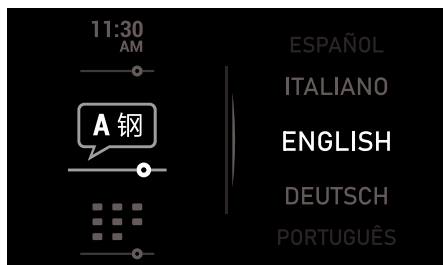 11:30
AM
A 钢
ESPAÑOL
ITALIANO
ENGLISH
DEUTSCH
PORTUGUÊS